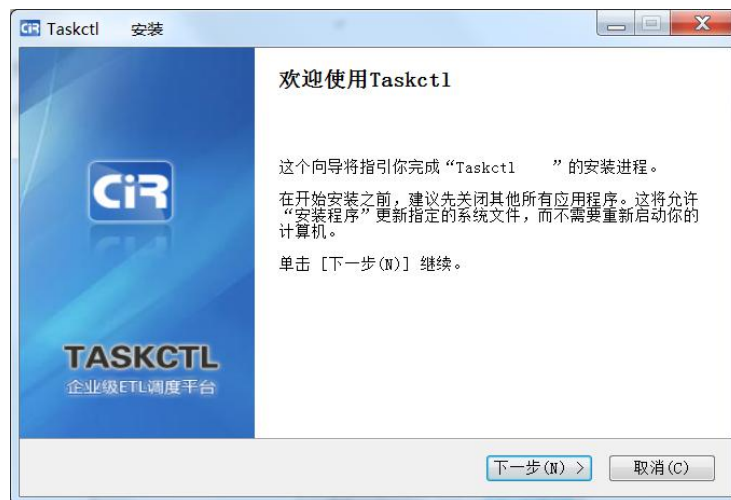 CiR Taskctl 安装
欢迎使用Taskctl
CiR
这个向导将指引你完成“Taskctl ”的安装进程。
在开始安装之前，建议先关闭其他所有应用程序。这将允许
“安装程序”更新指定的系统文件，而不需要重新启动你的
计算机。
单击 [下一步(N)] 继续。
TASKCTL
企业级ETL调度平台
下一步(N) > 取消(C)